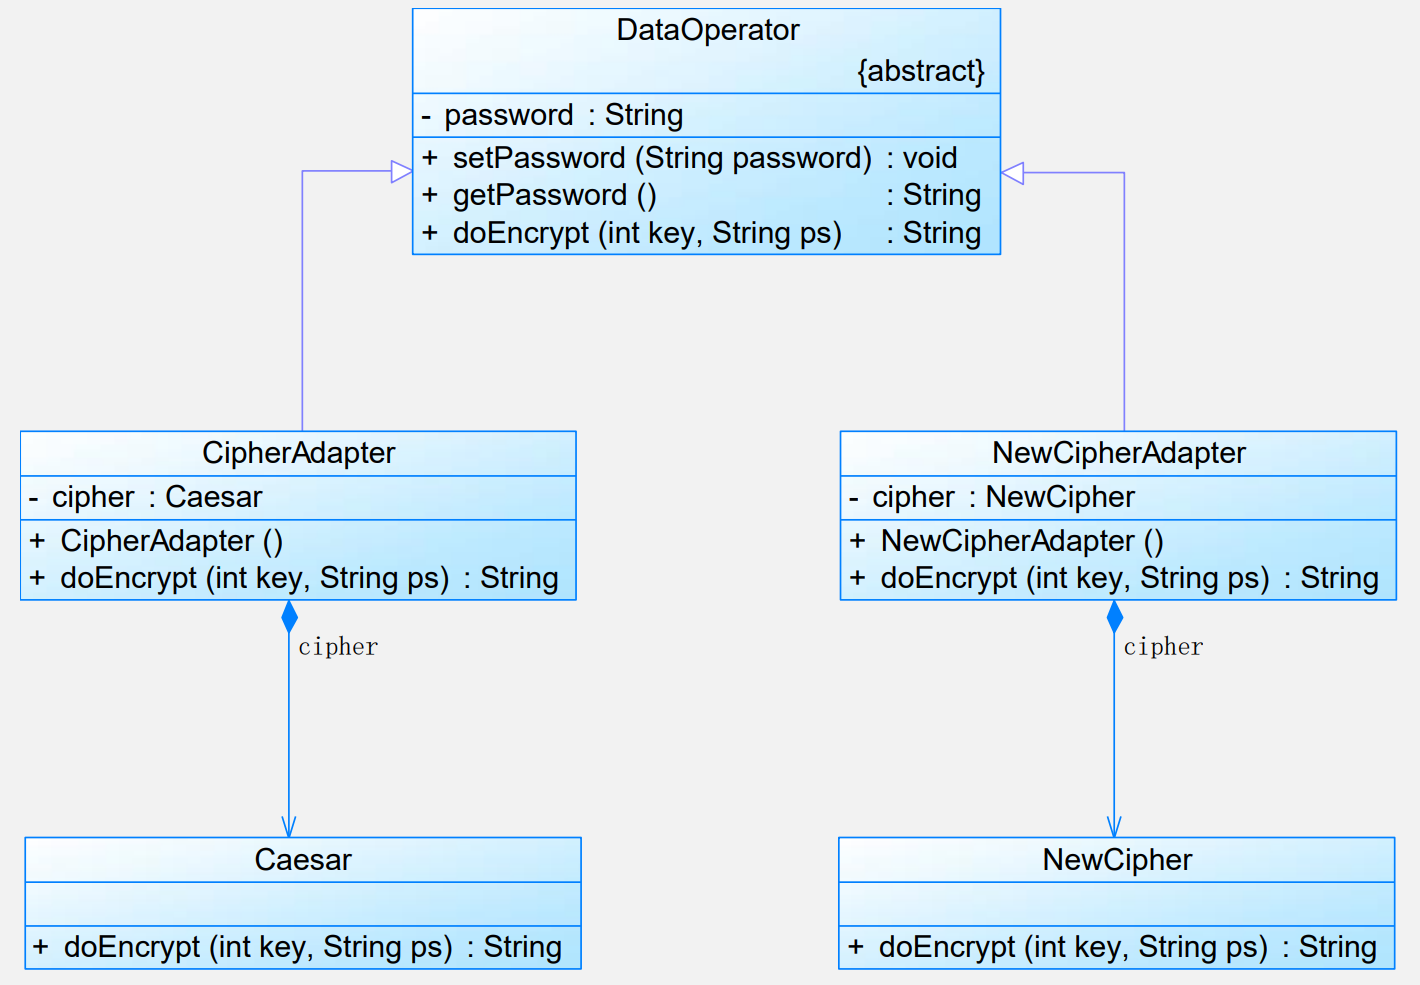 DataOperator
{abstract}
- password : String
+ setPassword (String password) : void
+ getPassword () : String
+ doEncrypt (int key, String ps) : String
CipherAdapter
- cipher : Caesar
+ CipherAdapter ()
+ doEncrypt (int key, String ps) : String
NewCipherAdapter
- cipher : NewCipher
+ NewCipherAdapter ()
+ doEncrypt (int key, String ps) : String
cipher
cipher
Caesar
+ doEncrypt (int key, String ps) : String
NewCipher
+ doEncrypt (int key, String ps) : String